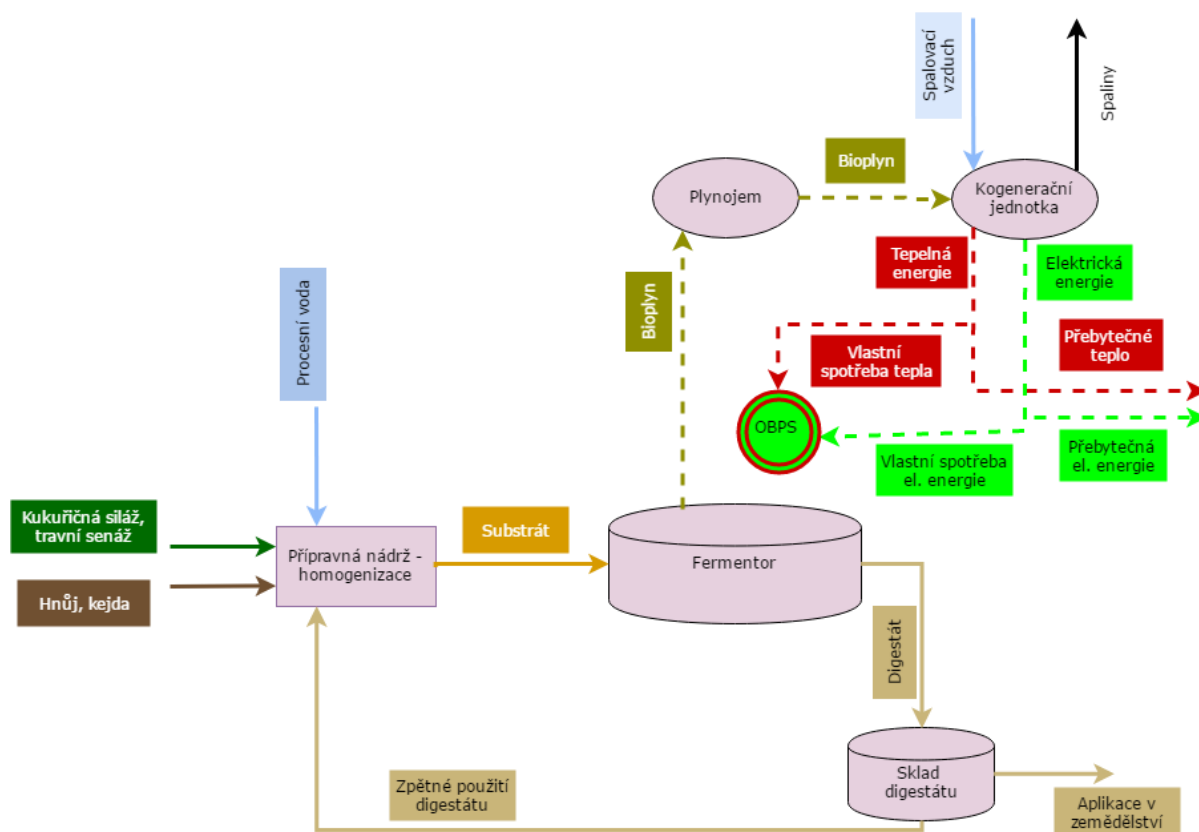 Spalovací
vzduch
Spaliny
Bioplyn
Plynojem
Kogenerační
jednotka
Tepelná
energie
Elektrická
energie
Procesní voda
Bioplyn
Vlastní
spotřeba tepla
Přebytečné
teplo
OBPS
Vlastní spotřeba
el. energie
Přebytečná
el. energie
Kukuřičná siláž,
travní senáž
Hnůj, kejda
Přípravná nádrž -
homogenizace
Substrát
Fermentor
Digestát
Sklad
digestátu
Zpětné použití
digestátu
Aplikace v
zemědělství